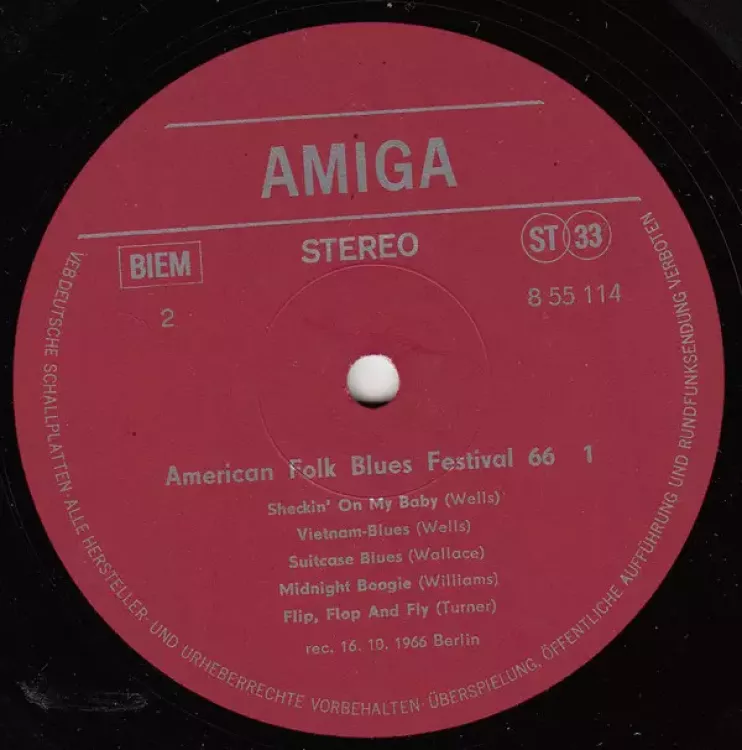 AMIGA
STEREO
BIEM
ST 33
2
8 55 114
American Folk Blues Festival 66 1
Sheckin' On My Baby (Wells)
Vietnam-Blues (Wells)
Suitcase Blues (Wallace)
Midnight Boogie (Williams)
Flip, Flop And Fly (Turner)
rec. 16. 10. 1966 Berlin
VEB DEUTSCHE SCHALLPLATTEN · ALLE HERSTELLER- UND URHEBERRECHTE VORBEHALTEN · ÜBERSPIELUNG, ÖFFENTLICHE AUFFÜHRUNG UND RUNDFUNKSENDUNG VERBOTEN